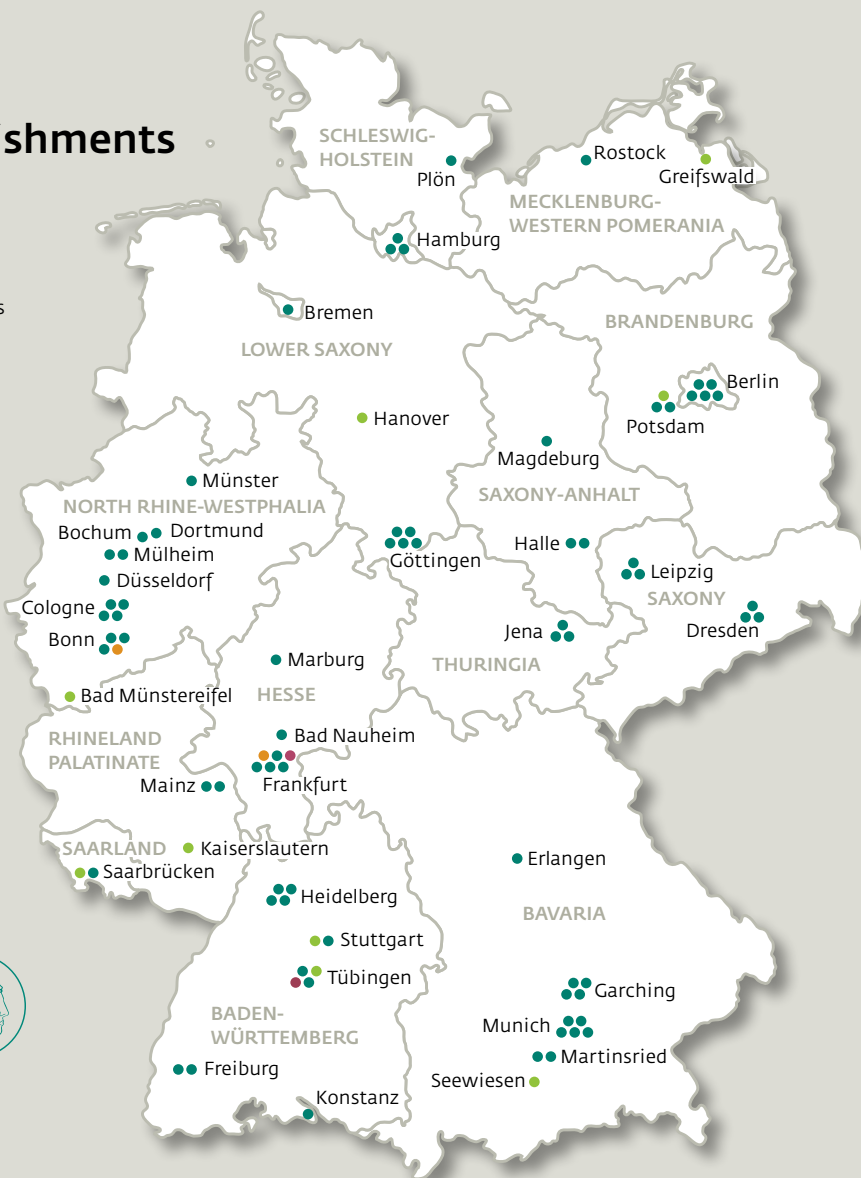 shments
s
SCHLESWIG-
HOLSTEIN
Plön
Rostock
Greifswald
MECKLENBURG-
WESTERN POMERANIA
Hamburg
Bremen
LOWER SAXONY
BRANDENBURG
Berlin
Potsdam
Hanover
Magdeburg
SAXONY-ANHALT
Münster
NORTH RHINE-WESTPHALIA
Bochum
Dortmund
Mülheim
Düsseldorf
Cologne
Bonn
Göttingen
Halle
Leipzig
SAXONY
Dresden
Jena
THURINGIA
Marburg
HESSE
Bad Münstereifel
RHINELAND
PALATINATE
Bad Nauheim
Frankfurt
Mainz
SAARLAND
Kaiserslautern
Saarbrücken
Erlangen
BAVARIA
Heidelberg
Stuttgart
Tübingen
BADEN-
WÜRTTEMBERG
Garching
Munich
Martinsried
Seewiesen
Freiburg
Konstanz